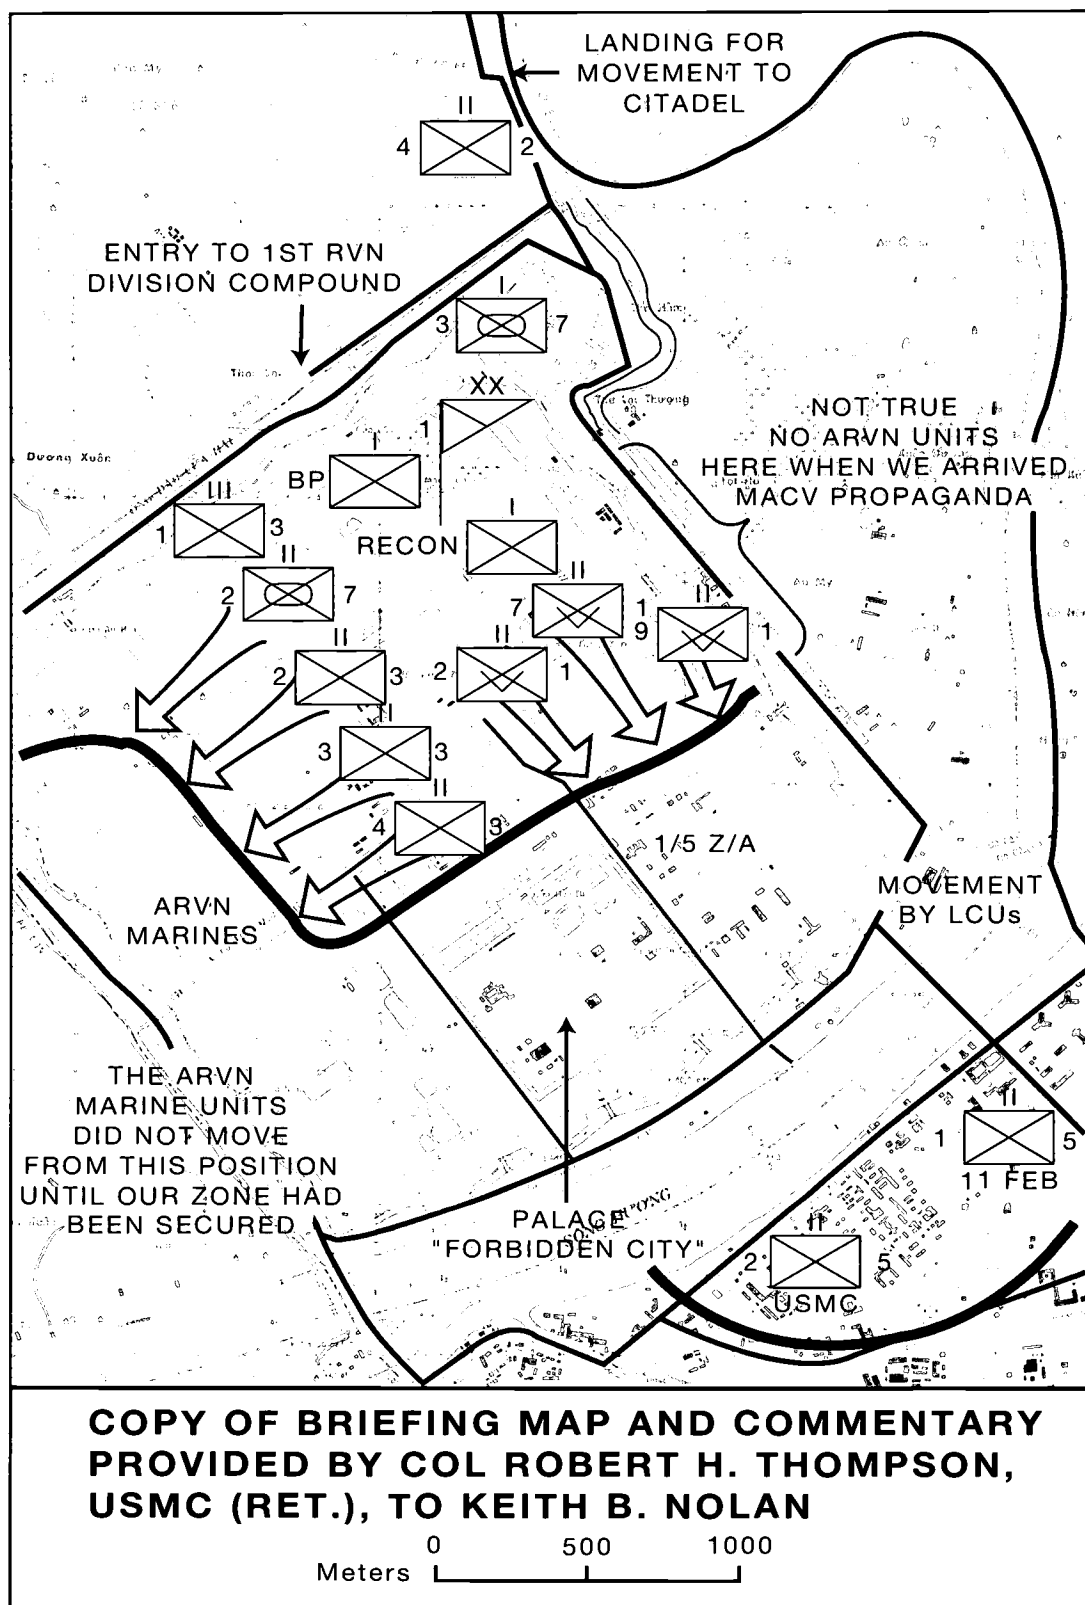 LANDING FOR
MOVEMENT TO
CITADEL
II
4 2
ENTRY TO 1ST RVN
DIVISION COMPOUND
I
3 7
XX
1
NOT TRUE
NO ARVN UNITS
HERE WHEN WE ARRIVED
MACV PROPAGANDA
Dương Xuân
I
BP
III
1 3
I
RECON
II
2 7
II
7 1
II
9 1
II
2 3
II
2 1
II
3 3
II
4 3
1/5 Z/A
MOVEMENT
BY LCUs
ARVN
MARINES
THE ARVN
MARINE UNITS
DID NOT MOVE
FROM THIS POSITION
UNTIL OUR ZONE HAD
BEEN SECURED
II
1 5
11 FEB
PALACE
"FORBIDDEN CITY"
II
2 5
USMC
COPY OF BRIEFING MAP AND COMMENTARY
PROVIDED BY COL ROBERT H. THOMPSON,
USMC (RET.), TO KEITH B. NOLAN
0 500 1000
Meters